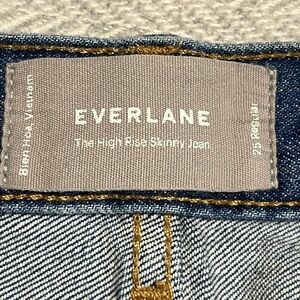 Bien Hoa, Vietnam
EVERLANE
The High Rise Skinny Jean
25 Regular